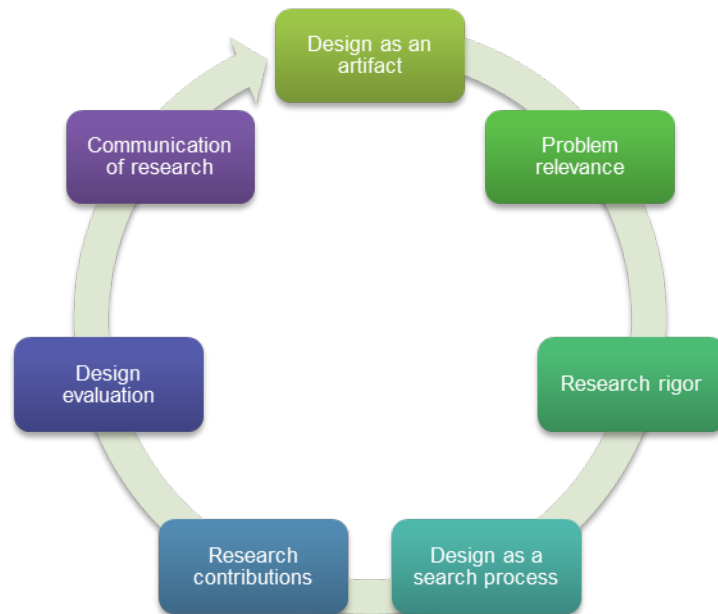 Design as an
artifact
Problem
relevance
Research rigor
Design as a
search process
Research
contributions
Design
evaluation
Communication
of research